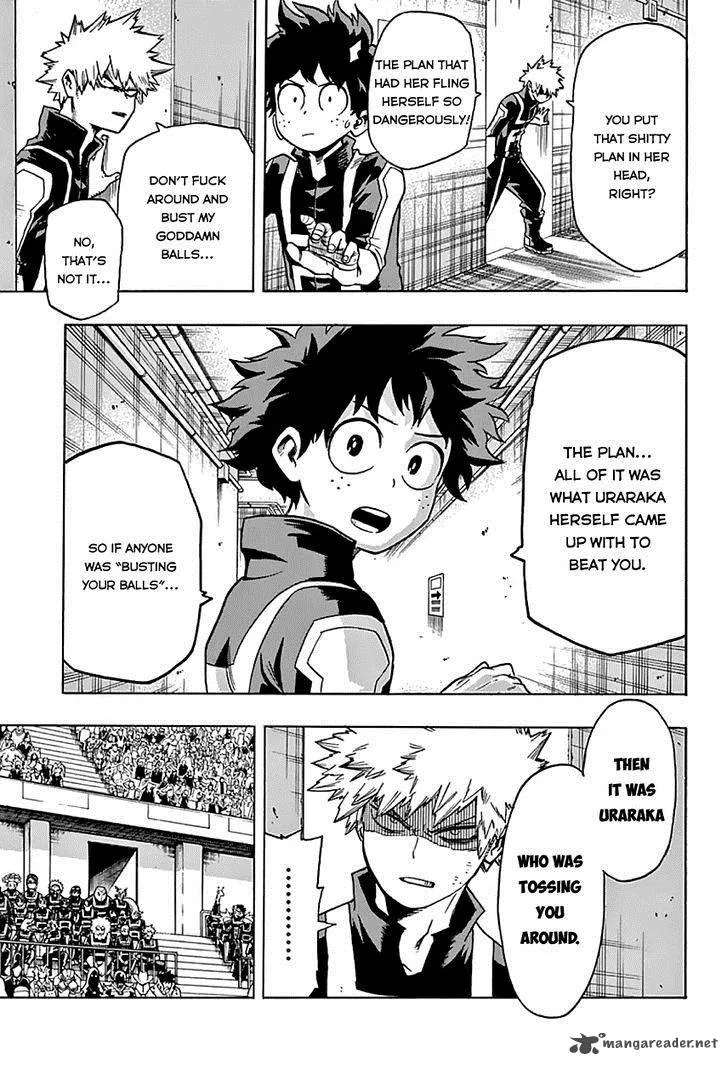 YOU PUT
THAT SHITTY
PLAN IN HER
HEAD,
RIGHT?
THE PLAN THAT
HAD HER FLING
HERSELF SO
DANGEROUSLY!
DON'T FUCK
AROUND AND
BUST MY
GODDAMN
BALLS...
NO,
THAT'S
NOT IT...
THE PLAN...
ALL OF IT WAS
WHAT URARAKA
HERSELF CAME
UP WITH TO
BEAT YOU.
SO IF ANYONE
WAS "BUSTING
YOUR BALLS"...
THEN
IT WAS
URARAKA
WHO WAS
TOSSING
YOU
AROUND.
.........
mangareader.net